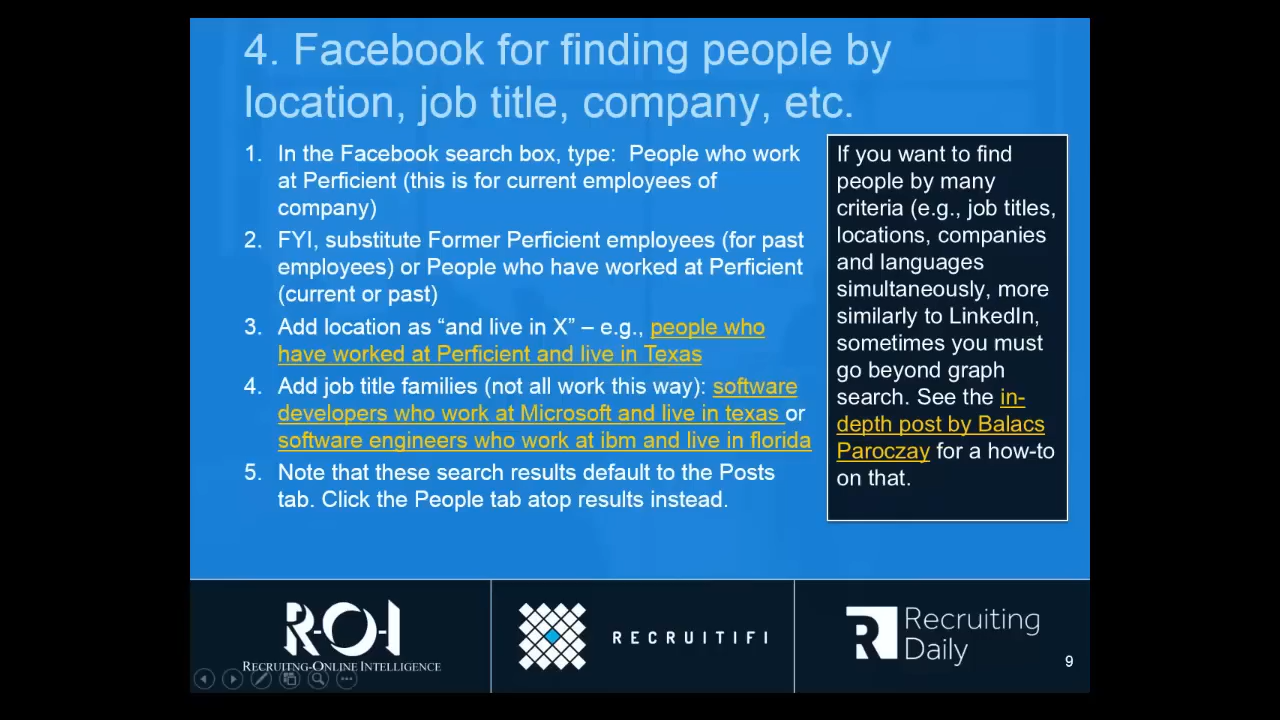 4. Facebook for finding people by
location, job title, company, etc.
1. In the Facebook search box, type:  People who work
at Perficient (this is for current employees of
company)
2. FYI, substitute Former Perficient employees (for past
employees) or People who have worked at Perficient
(current or past)
3. Add location as “and live in X” – e.g., people who
have worked at Perficient and live in Texas
4. Add job title families (not all work this way): software
developers who work at Microsoft and live in texas or
software engineers who work at ibm and live in florida
5. Note that these search results default to the Posts
tab. Click the People tab atop results instead.
If you want to find
people by many
criteria (e.g., job titles,
locations, companies
and languages
simultaneously, more
similarly to LinkedIn,
sometimes you must
go beyond graph
search. See the in-
depth post by Balacs
Paroczay for a how-to
on that.
R-O-I
RECRUITNG-ONLINE INTELLIGENCE
RECRUITIFI
R
Recruiting
Daily
9